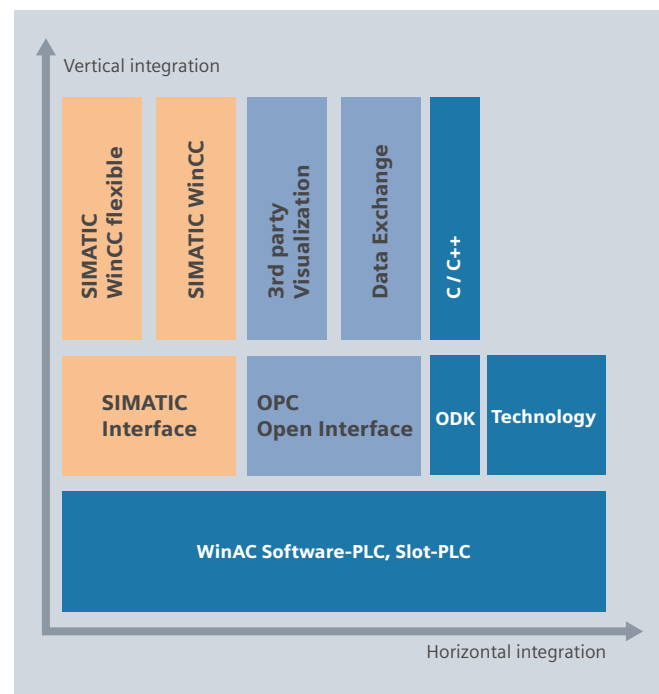 Vertical integration
SIMATIC
WinCC flexible
SIMATIC WinCC
3rd party
Visualization
Data Exchange
C / C++
SIMATIC
Interface
OPC
Open Interface
ODK
Technology
WinAC Software-PLC, Slot-PLC
Horizontal integration